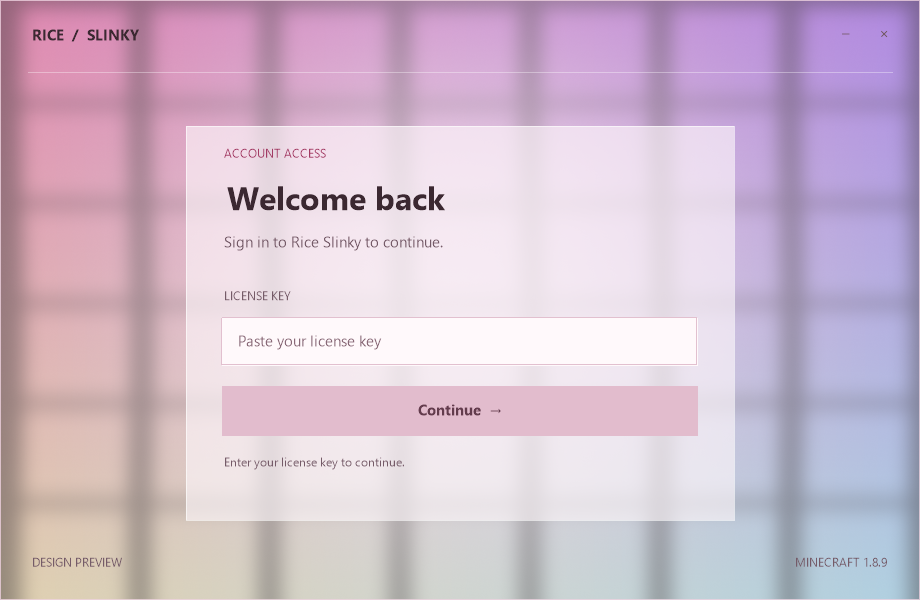 RICE / SLINKY
− ×
ACCOUNT ACCESS
Welcome back
Sign in to Rice Slinky to continue.
LICENSE KEY
Paste your license key
Continue →
Enter your license key to continue.
DESIGN PREVIEW
MINECRAFT 1.8.9